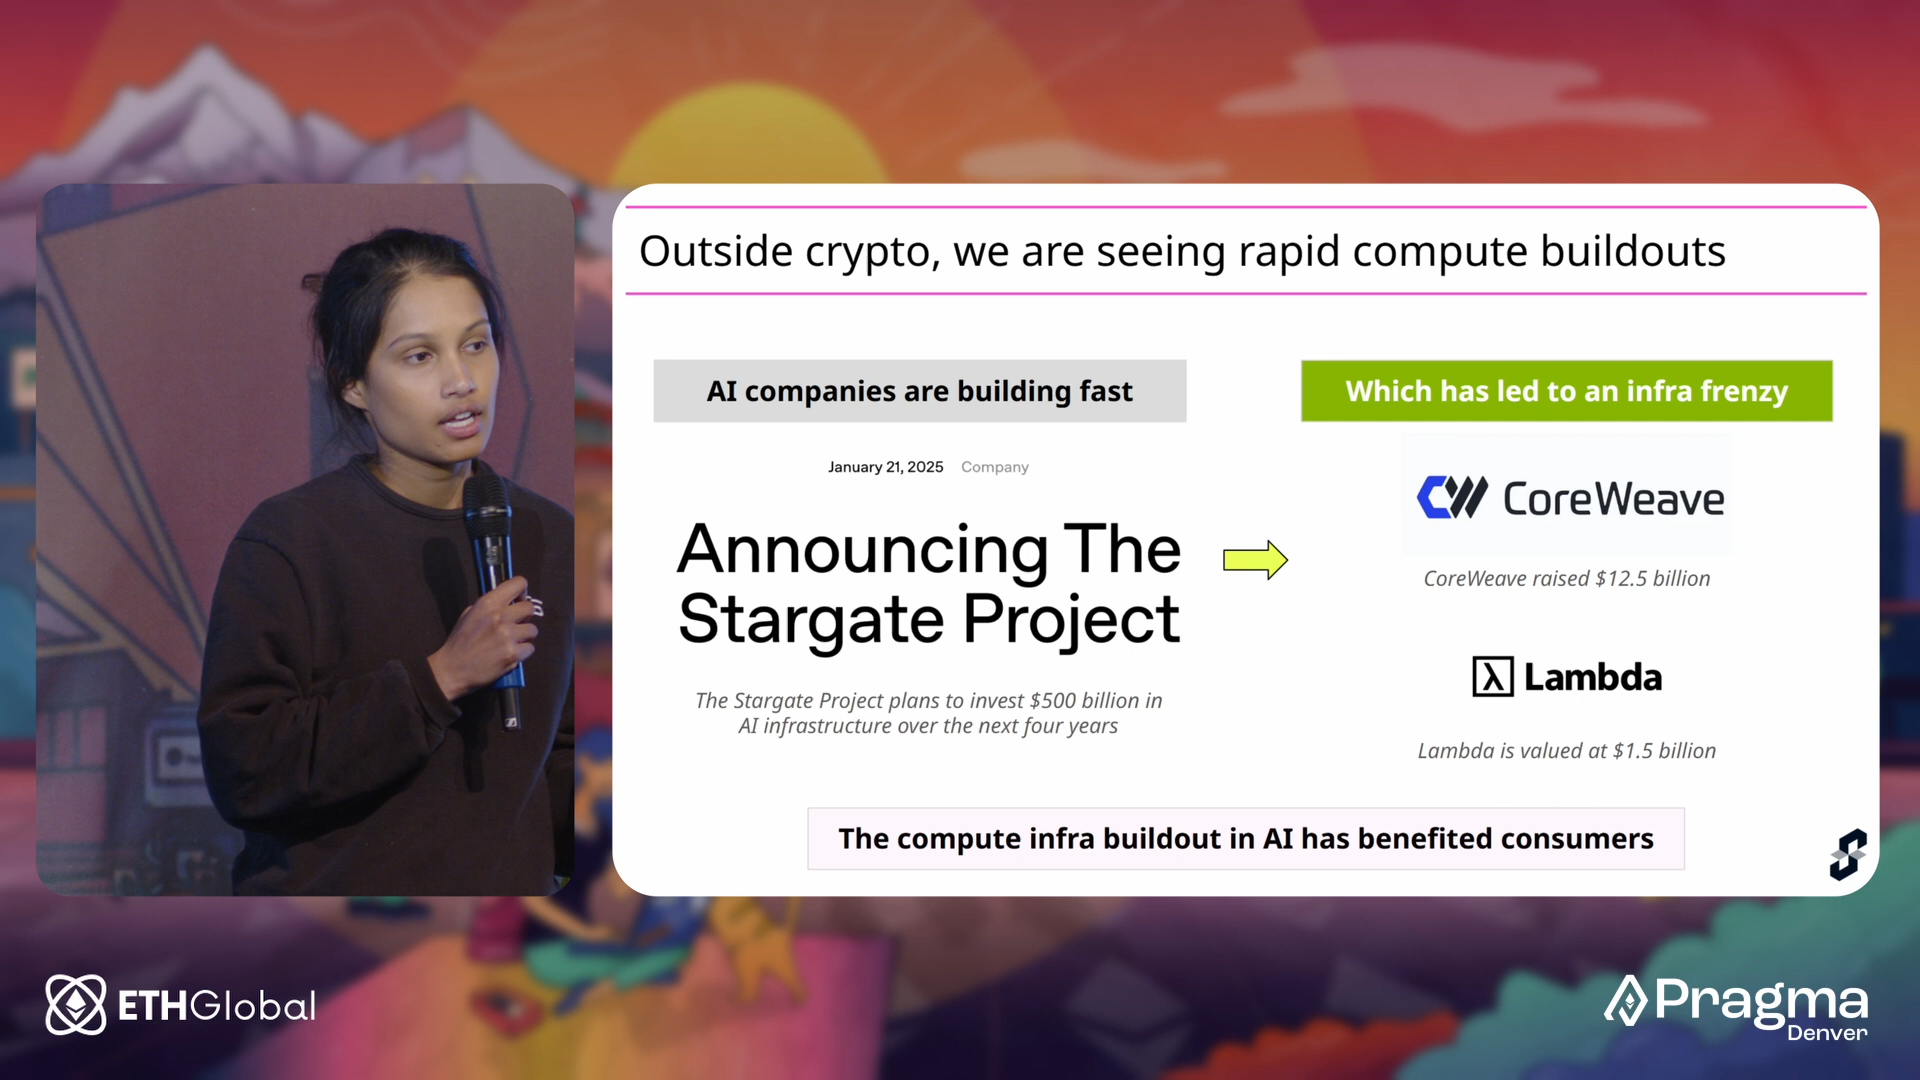 Outside crypto, we are seeing rapid compute buildouts
AI companies are building fast
January 21, 2025 Company
Announcing The
Stargate Project
The Stargate Project plans to invest $500 billion in
AI infrastructure over the next four years
Which has led to an infra frenzy
CoreWeave
CoreWeave raised $12.5 billion
λ Lambda
Lambda is valued at $1.5 billion
The compute infra buildout in AI has benefited consumers
ETHGlobal
Pragma
Denver